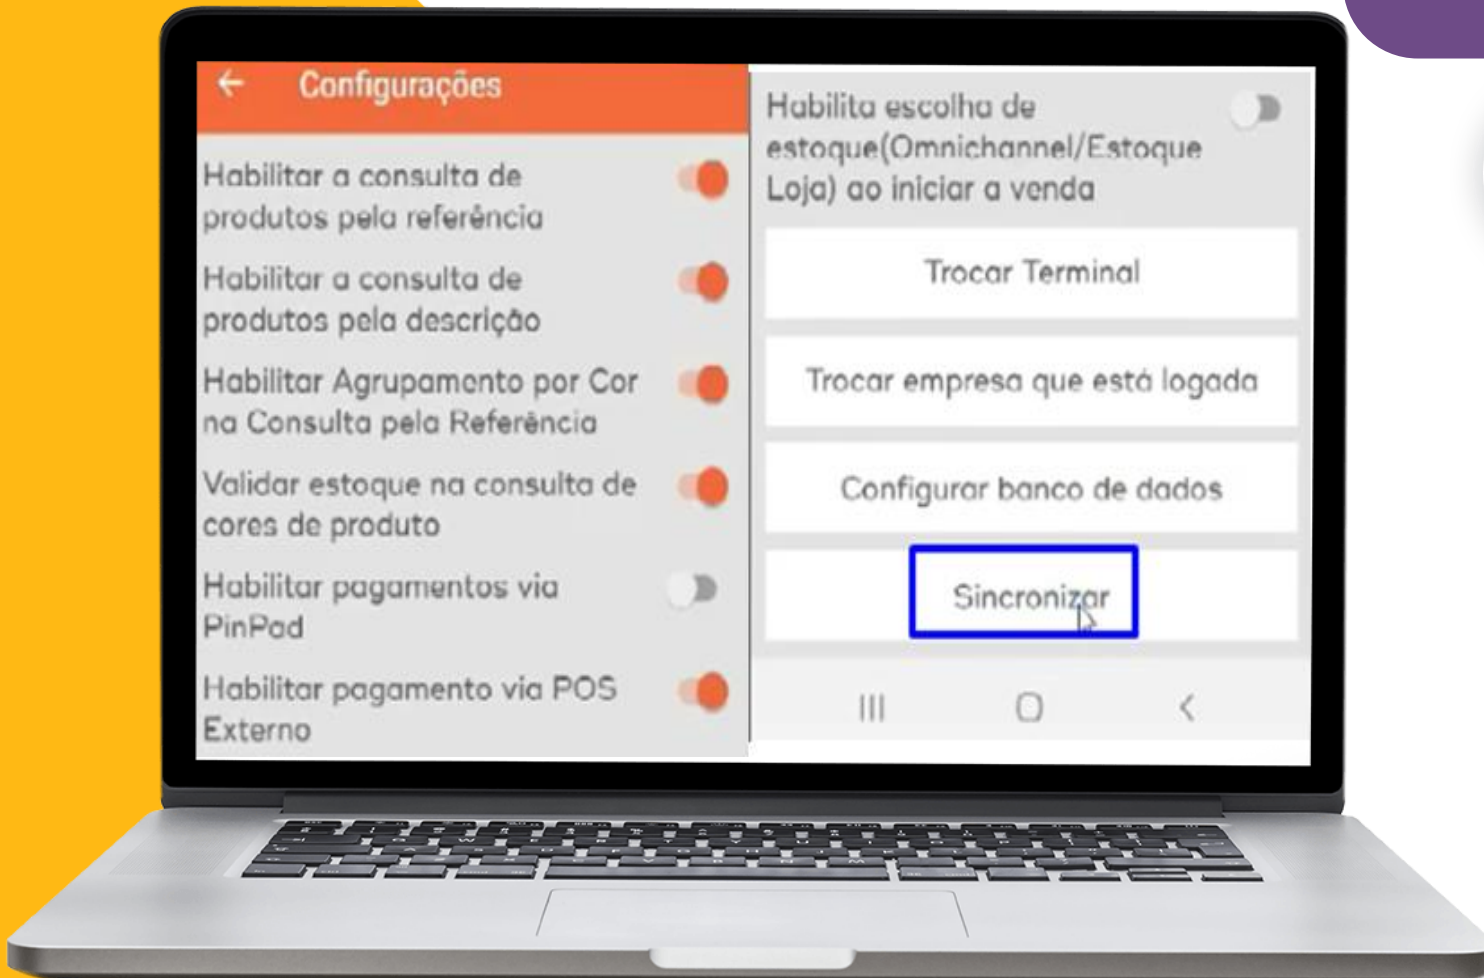 Configurações
Habilitar a consulta de
produtos pela referência
Habilitar a consulta de
produtos pela descrição
Habilitar Agrupamento por Cor
na Consulta pela Referência
Validar estoque na consulta de
cores de produto
Habilitar pagamentos via
PinPad
Habilitar pagamento via POS
Externo
Habilita escolha de
estoque(Omnichannel/Estoque
Loja) ao iniciar a venda
Trocar Terminal
Trocar empresa que está logada
Configurar banco de dados
Sincronizar